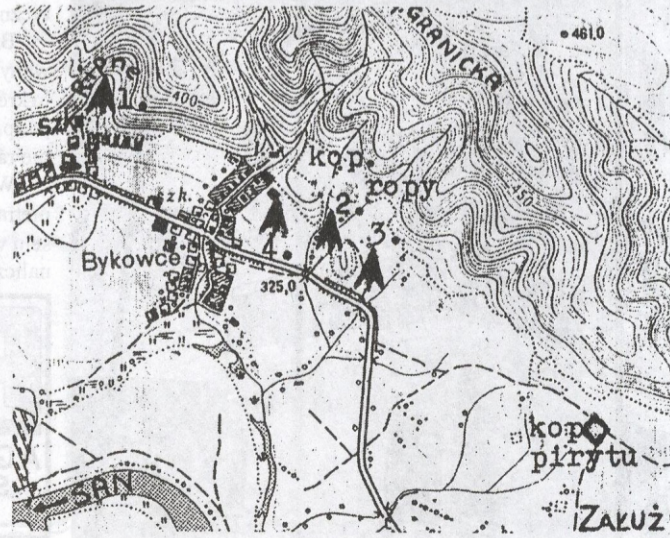 GRANICKA
461.0
Rżone
1.
400
Szk.
kop.
ropy
Szk.
2.
450
3.
Bykowce
4.
325,0
kop.
pirytu
SAN
ZAŁUŻ